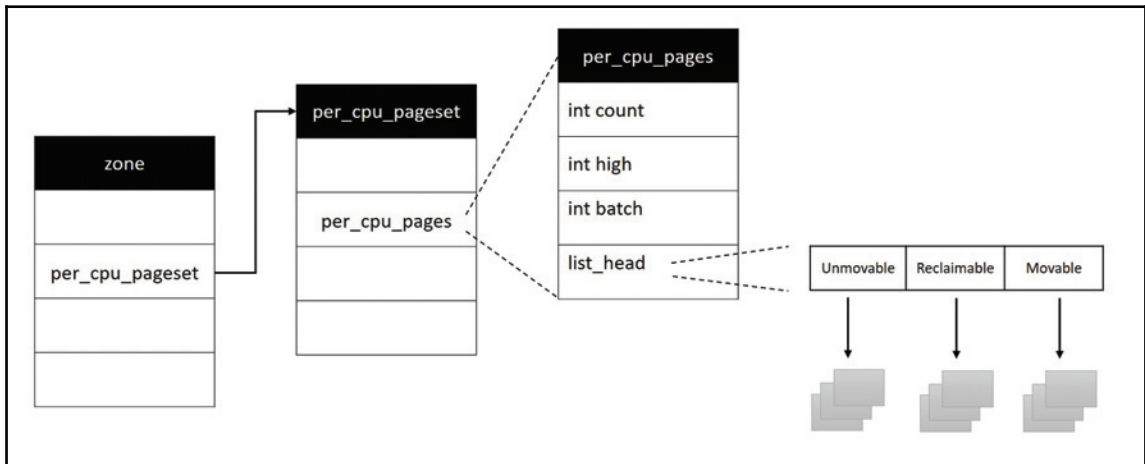 zone
per_cpu_pageset
per_cpu_pageset
per_cpu_pages
per_cpu_pages
int count
int high
int batch
list_head
Unmovable
Reclaimable
Movable